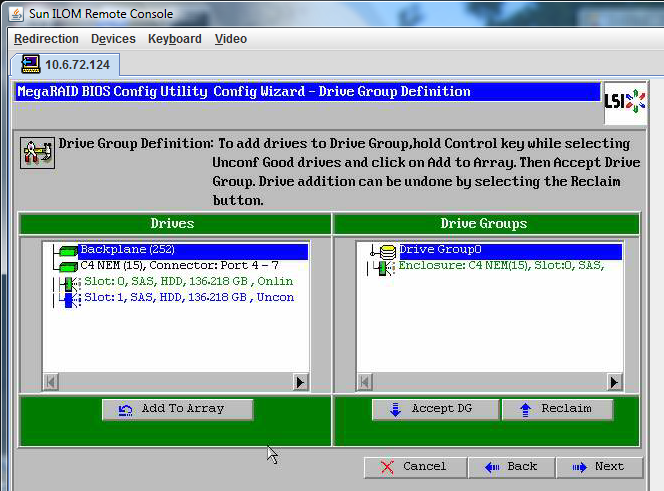 Sun ILOM Remote Console
Redirection Devices Keyboard Video
10.6.72.124
MegaRAID BIOS Config Utility Config Wizard - Drive Group Definition
LSI
Drive Group Definition: To add drives to Drive Group,hold Control key while selecting
Unconf Good drives and click on Add to Array. Then Accept Drive
Group. Drive addition can be undone by selecting the Reclaim
button.
Drives
Backplane (252)
C4 NEM (15), Connector: Port 4 - 7
Slot: 0, SAS, HDD, 136.218 GB , Onlin
Slot: 1, SAS, HDD, 136.218 GB , Uncon
Add To Array
Drive Groups
Drive Group0
Enclosure: C4 NEM(15), Slot:0, SAS,
Accept DG
Reclaim
Cancel
Back
Next